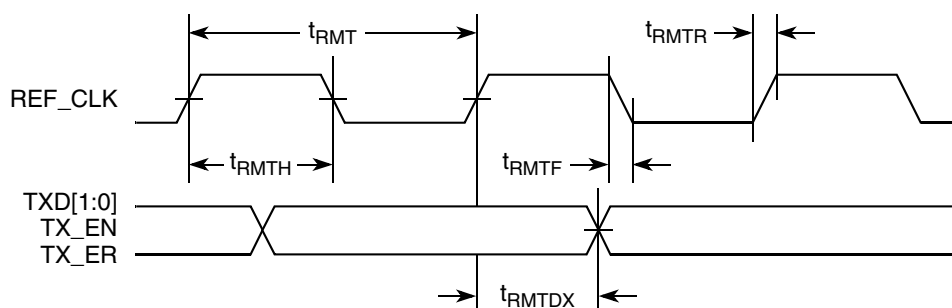 tRMT
tRMTR
REF_CLK
tRMTH
tRMTF
TXD[1:0]
TX_EN
TX_ER
tRMTDX